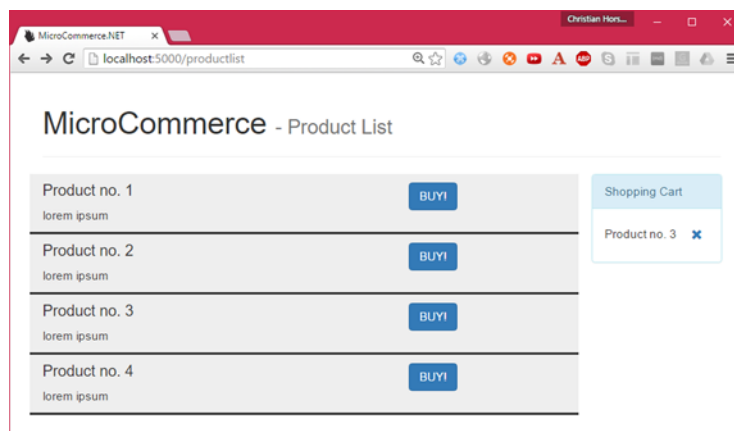 Christian Hors...
MicroCommerce.NET
localhost:5000/productlist
A
ABP
S
MicroCommerce - Product List
Product no. 1
lorem ipsum
BUY!
Product no. 2
lorem ipsum
BUY!
Product no. 3
lorem ipsum
BUY!
Product no. 4
lorem ipsum
BUY!
Shopping Cart
Product no. 3